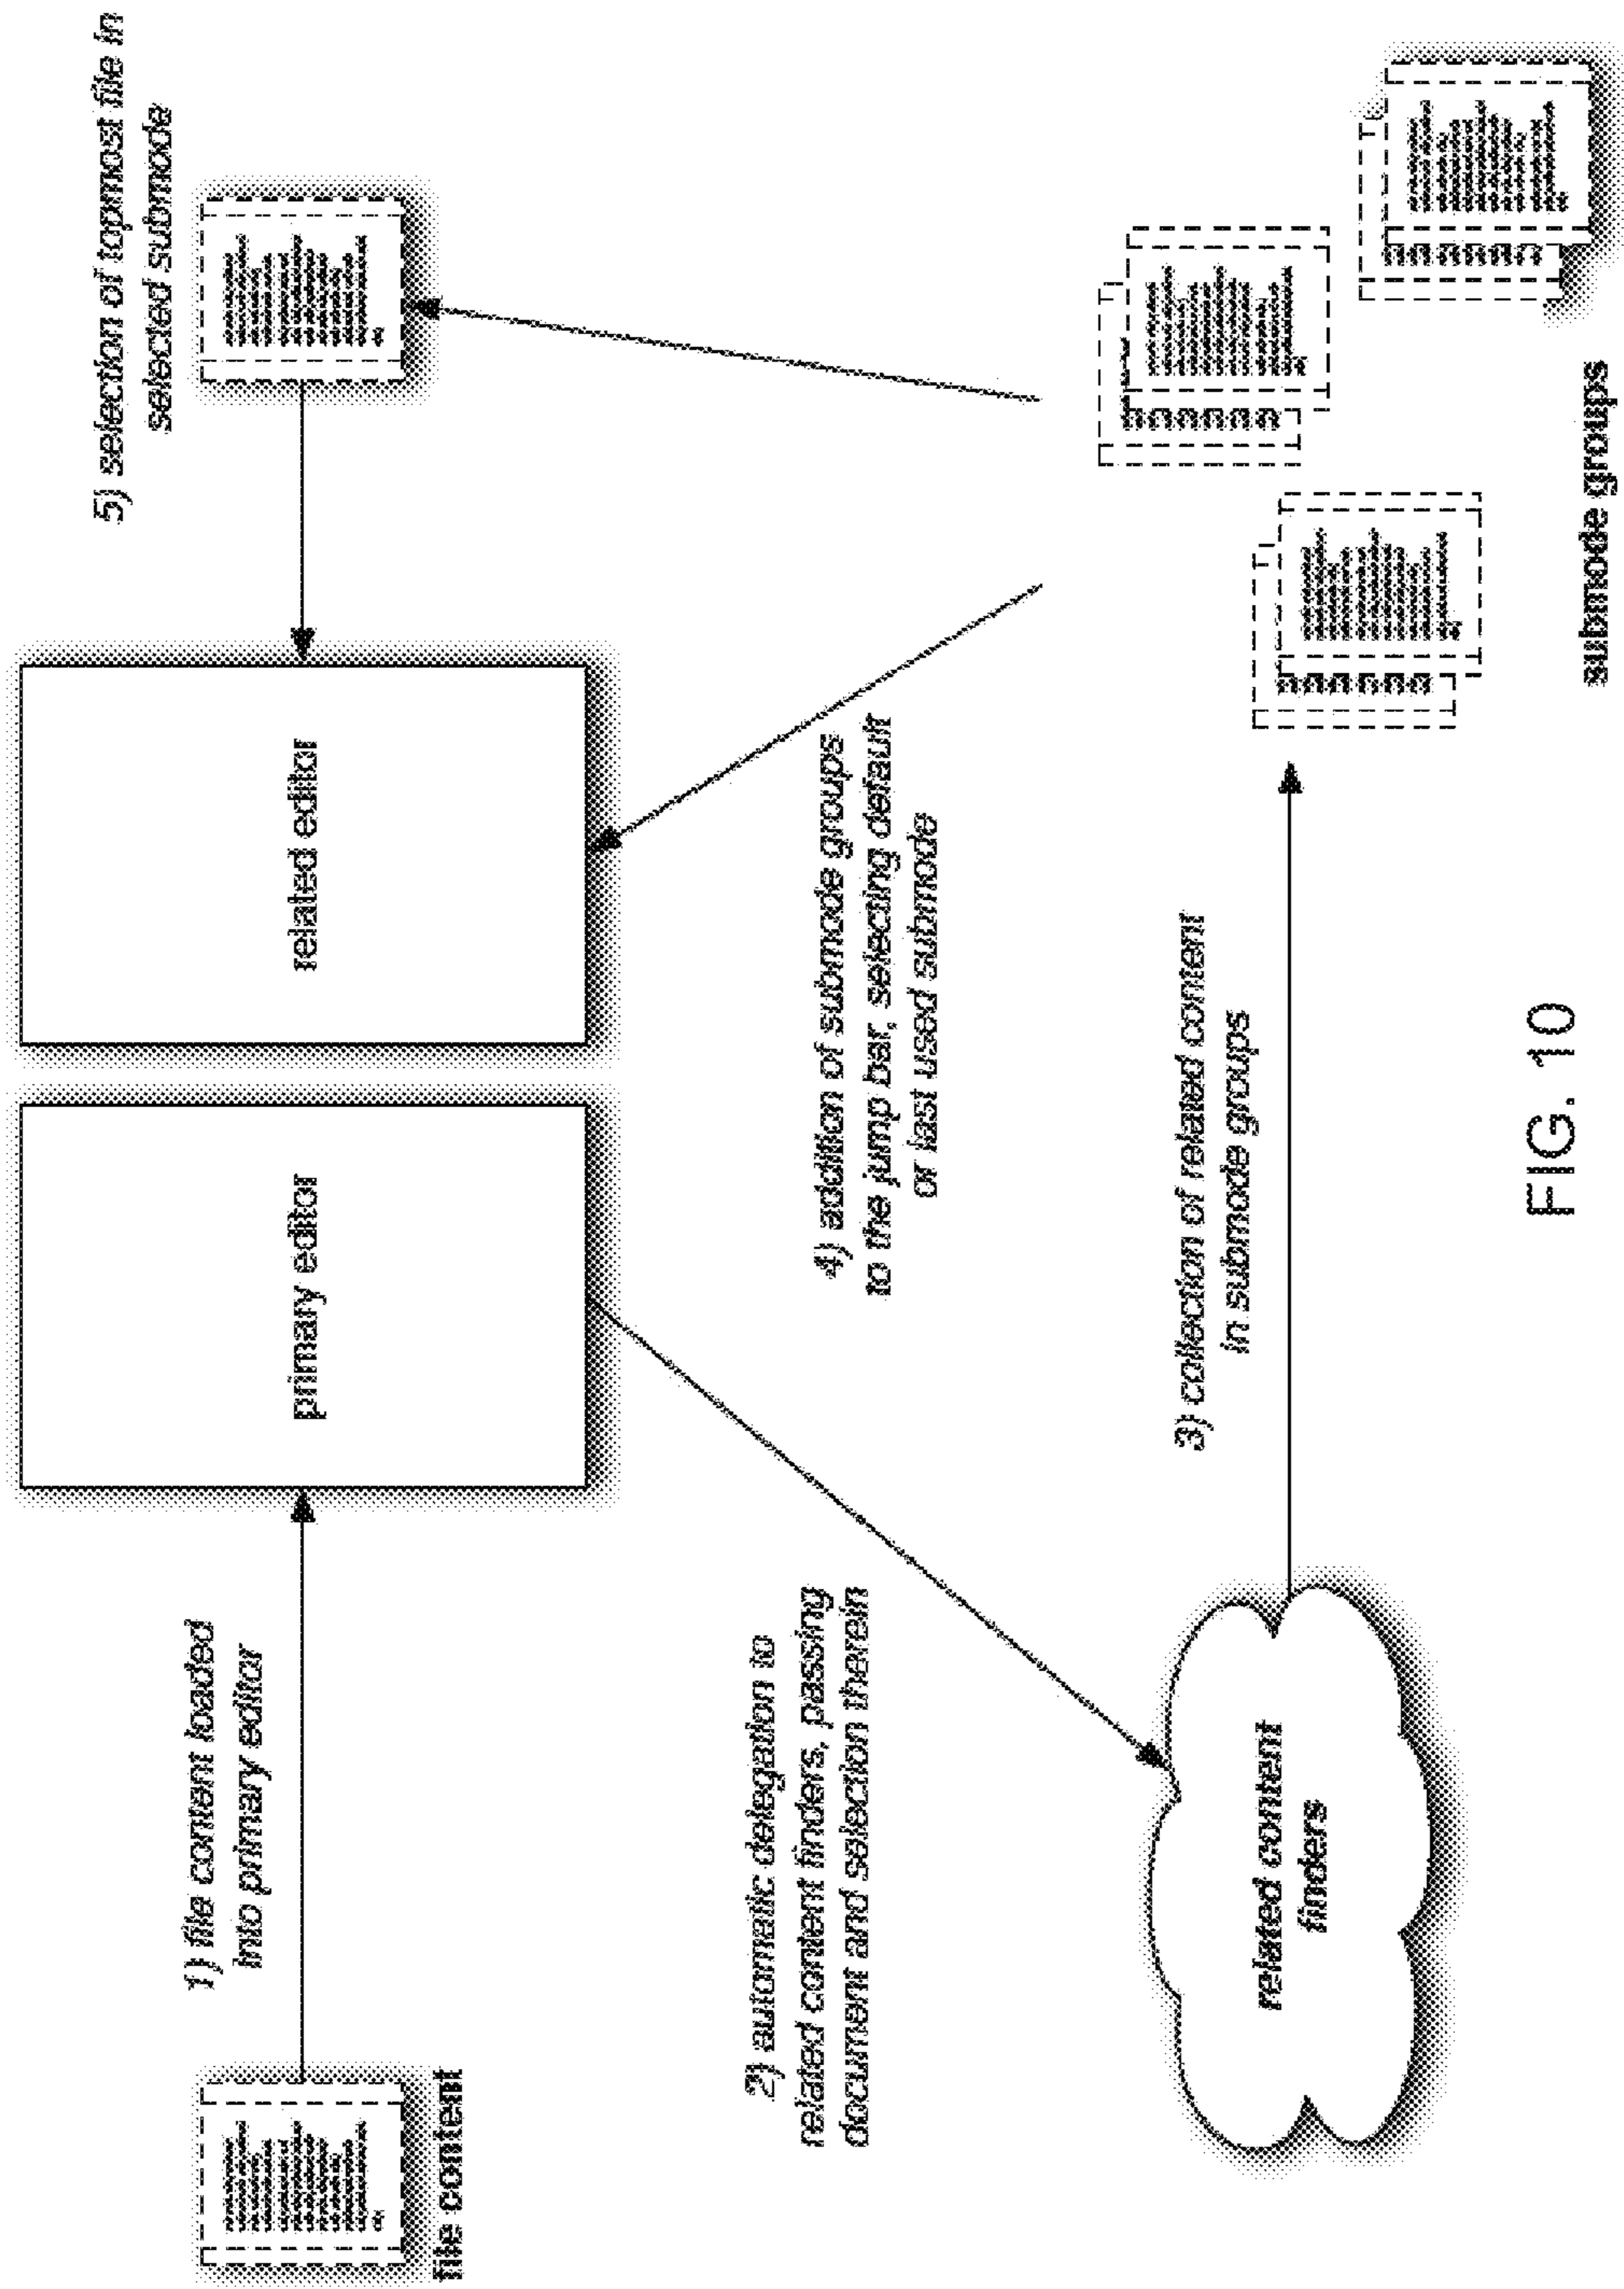 1) file content loaded
into primary editor
file content
primary editor
related editor
5) selection of topmost file in
selected submode
2) automatic delegation to
related content finders, passing
document and selection therein
4) addition of submode groups
to the jump bar, selecting default
or last used submode
related content
finders
3) collection of related content
in submode groups
submode groups
FIG. 10